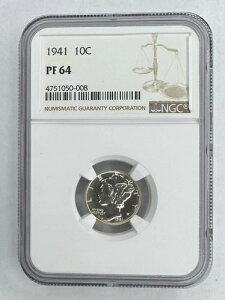 1941 10C
PF 64
4751050-008
NUMISMATIC GUARANTY CORPORATION
NGC®